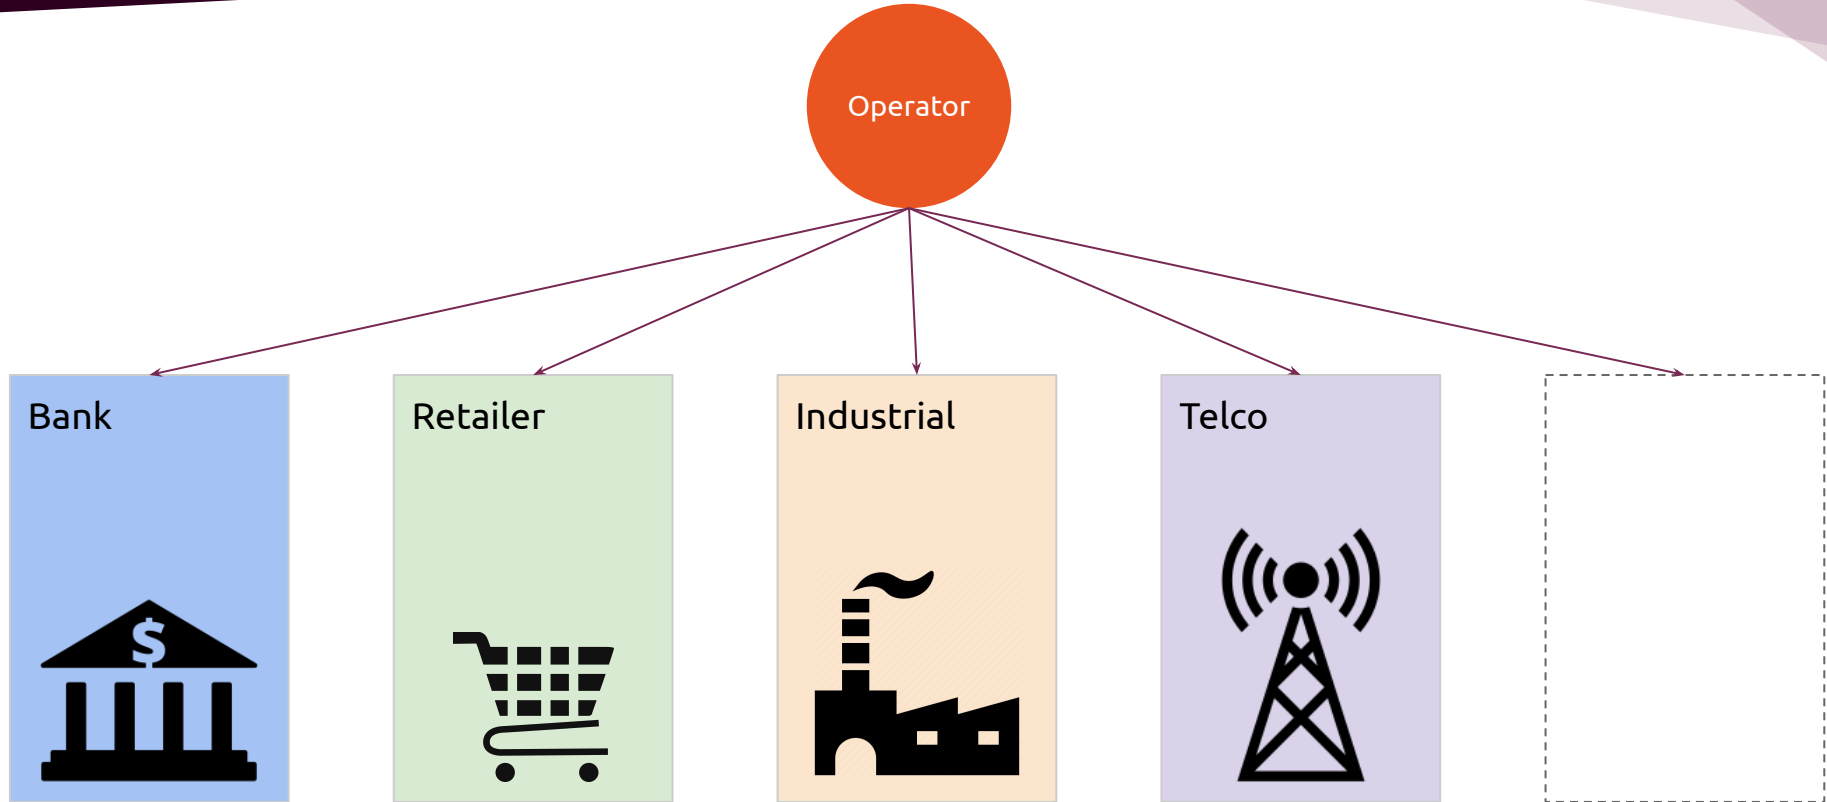 Operator
Bank
Retailer
Industrial
Telco
$